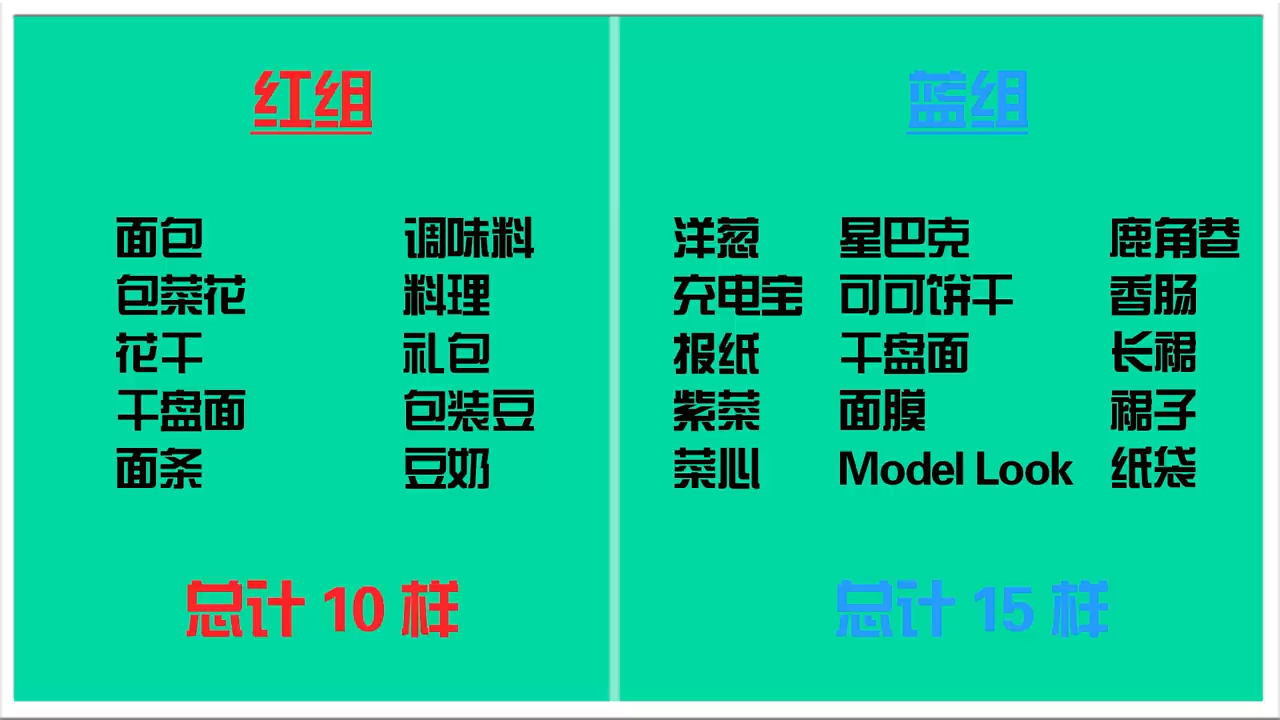 红组
面包
包菜花
花干
干盘面
面条
调味料
料理
礼包
包装豆
豆奶
总计 10 样
蓝组
洋葱
充电宝
报纸
紫菜
菜心
星巴克
可可饼干
干盘面
面膜
Model Look
鹿角巷
香肠
长裙
裙子
纸袋
总计 15 样